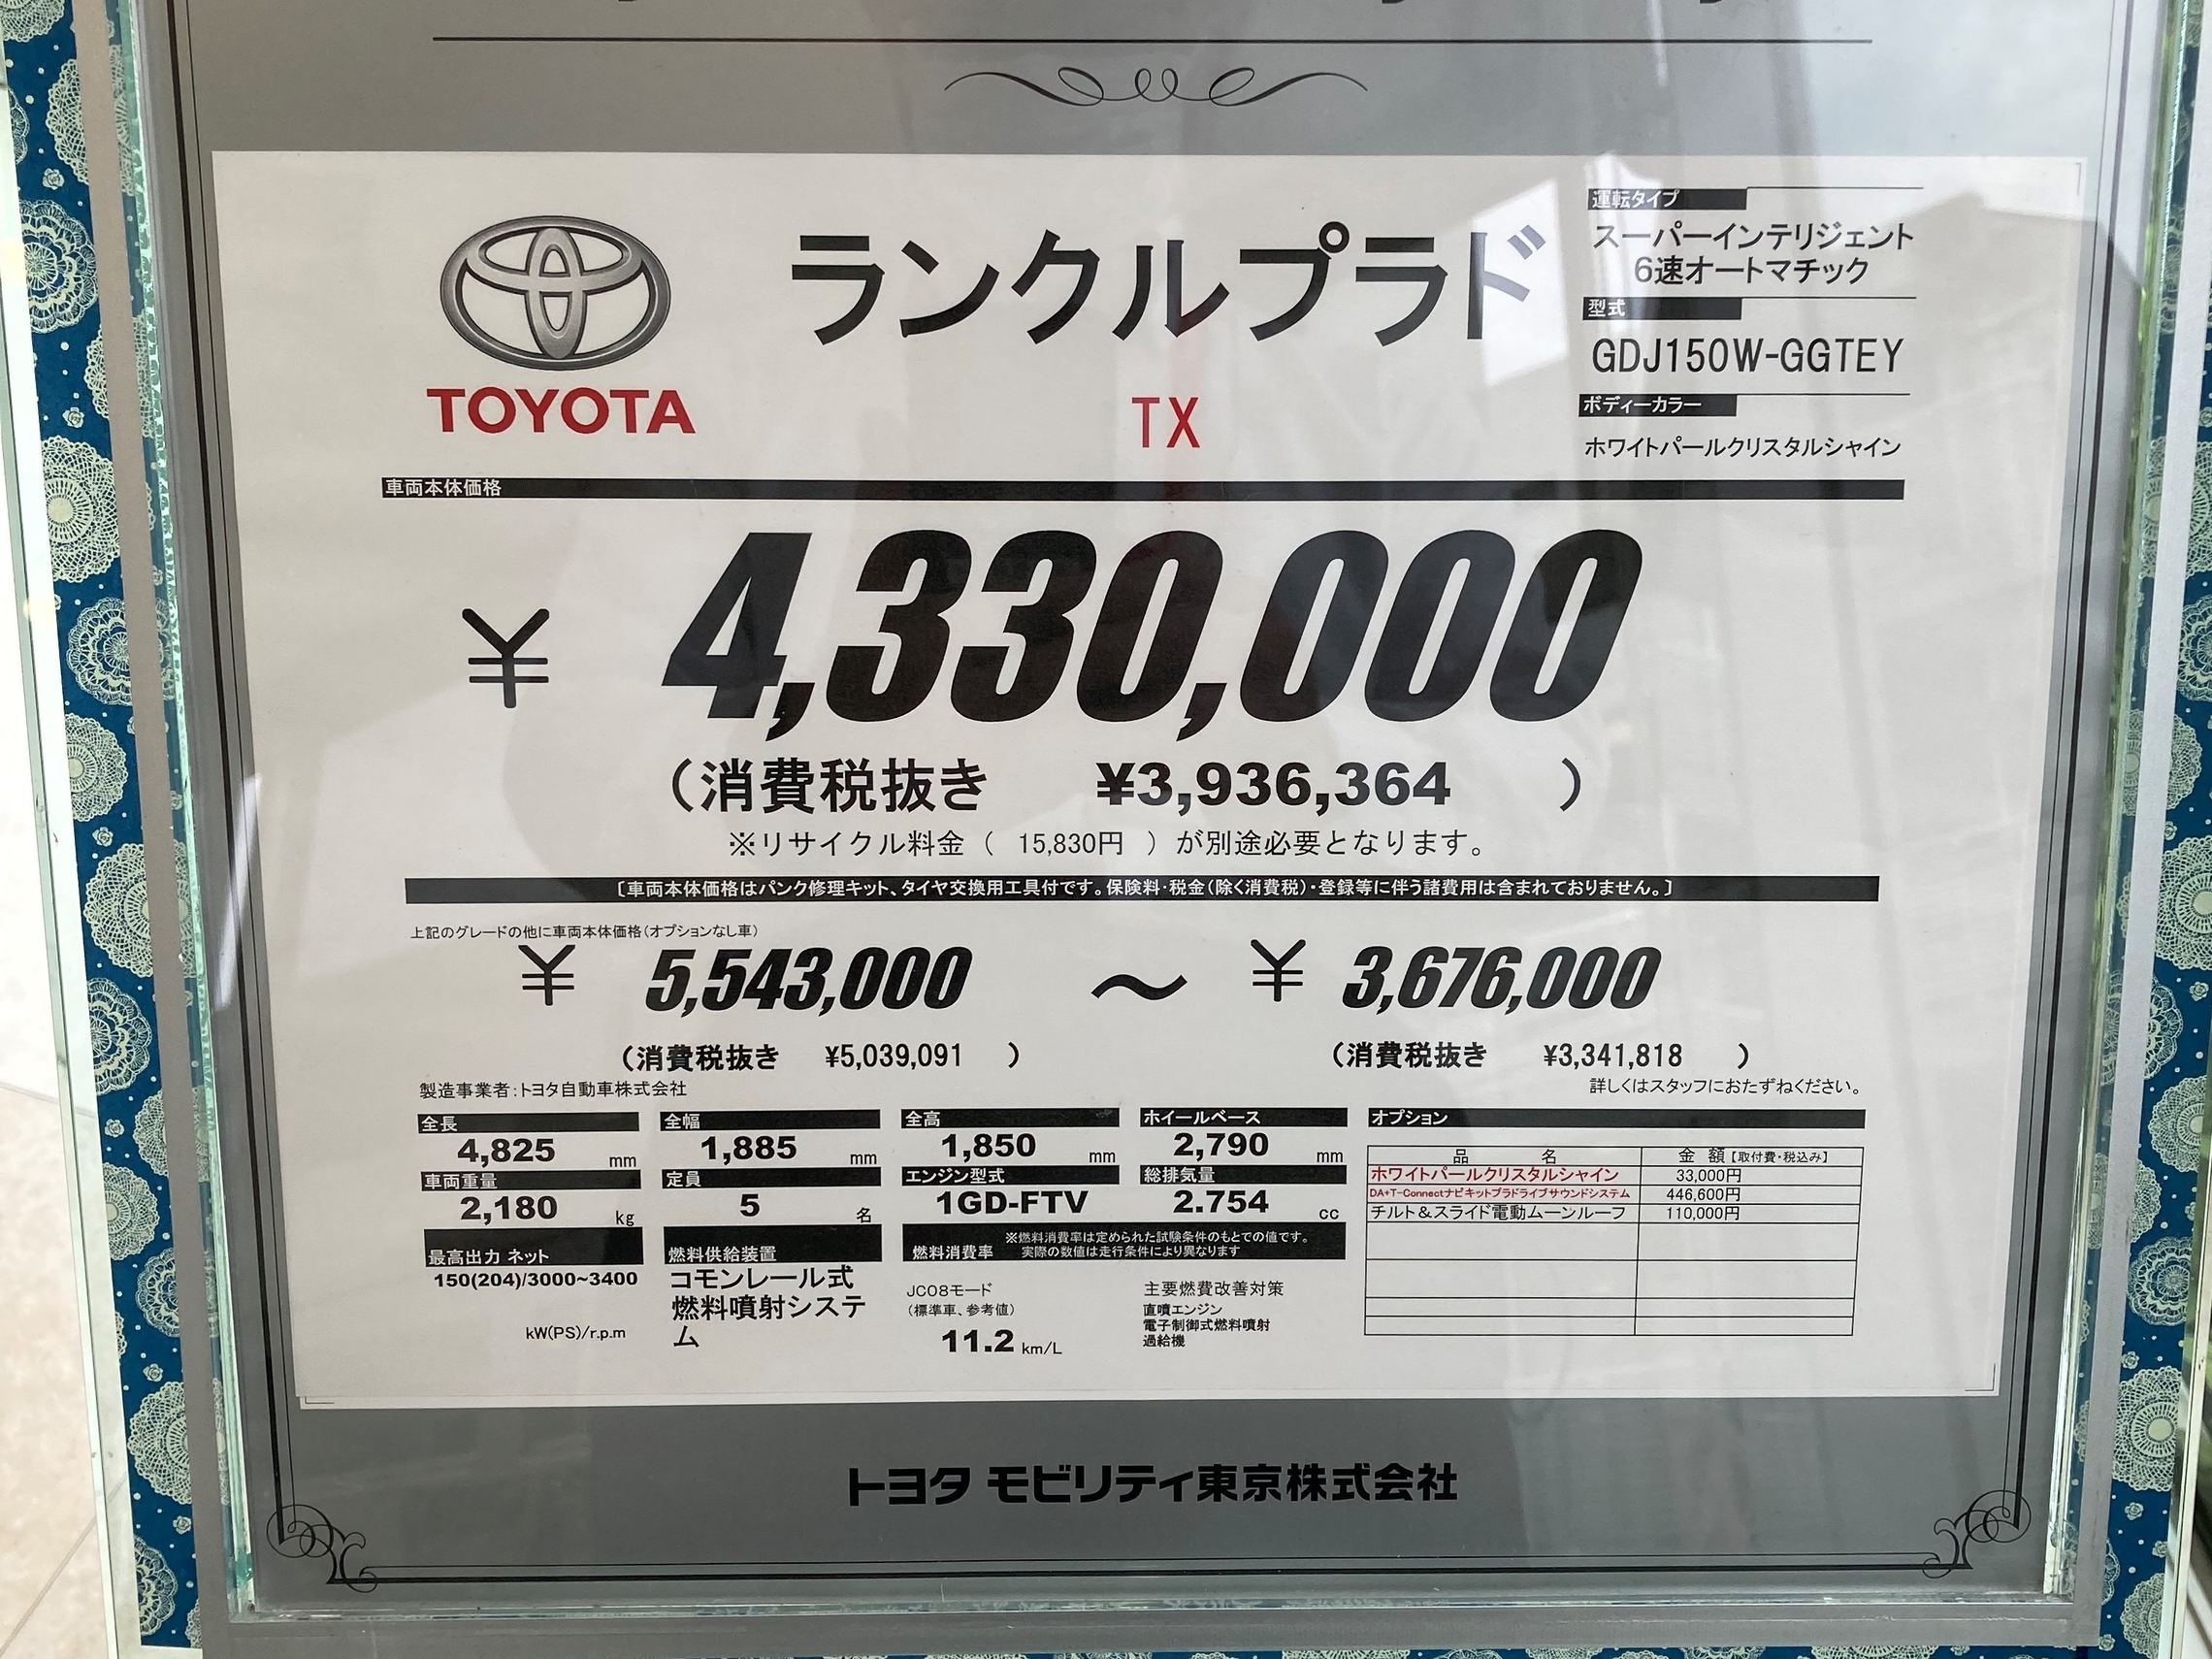 運転タイプ
スーパーインテリジェント
6速オートマチック
TOYOTA
ランクルプラド
TX
型式
GDJ150W-GGTEY
ボディーカラー
ホワイトパールクリスタルシャイン
車両本体価格
¥ 4,330,000
（消費税抜き ¥3,936,364 ）
※リサイクル料金（ 15,830円 ）が別途必要となります。
〔車両本体価格はパンク修理キット、タイヤ交換用工具付です。保険料・税金（除く消費税）・登録等に伴う諸費用は含まれておりません。〕
上記のグレードの他に車両本体価格（オプションなし車）
¥ 5,543,000 ～ ¥ 3,676,000
（消費税抜き ¥5,039,091 ） （消費税抜き ¥3,341,818 ）
製造事業者：トヨタ自動車株式会社 詳しくはスタッフにおたずねください。
全長 全幅 全高 ホイールベース
4,825 mm 1,885 mm 1,850 mm 2,790 mm
車両重量 定員 エンジン型式 総排気量
2,180 kg 5 名 1GD-FTV 2.754 cc
最高出力 ネット
150(204)/3000~3400
kW(PS)/r.p.m
燃料供給装置
コモンレール式
燃料噴射システ
ム
燃料消費率
※燃料消費率は定められた試験条件のもとでの値です。
実際の数値は走行条件により異なります
JC08モード
（標準車、参考値）
11.2 km/L
主要燃費改善対策
直噴エンジン
電子制御式燃料噴射
過給機
オプション
品 名 金 額【取付費・税込み】
ホワイトパールクリスタルシャイン 33,000円
DA+T-Connectナビキットプラドライブサウンドシステム 446,600円
チルト＆スライド電動ムーンルーフ 110,000円
トヨタ モビリティ東京株式会社